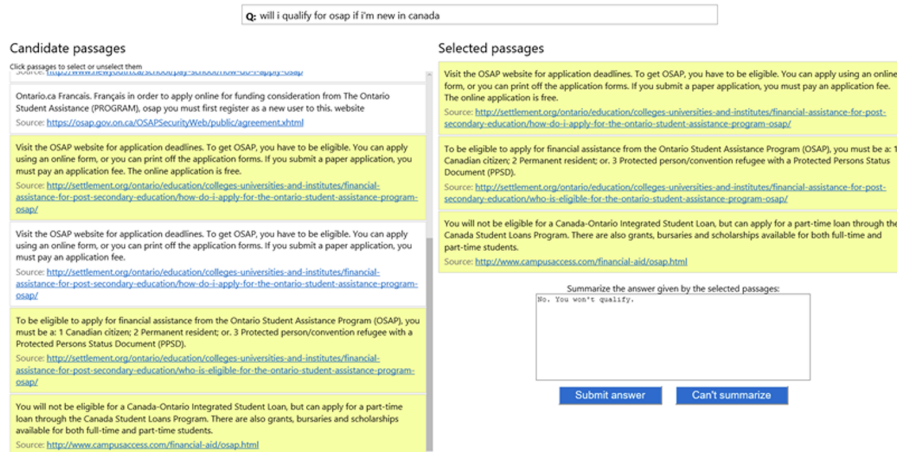 Q: will i qualify for osap if i'm new in canada
Candidate passages
Click passages to select or unselect them
Source: http://www.newyouth.ca/school/pay-school/how-do-i-apply-osap
Ontario.ca Francais. Français in order to apply online for funding consideration from The Ontario
Student Assistance (PROGRAM), osap you must first register as a new user to this. website
Source: https://osap.gov.on.ca/OSAPSecurityWeb/public/agreement.xhtml
Visit the OSAP website for application deadlines. To get OSAP, you have to be eligible. You can apply
using an online form, or you can print off the application forms. If you submit a paper application, you
must pay an application fee. The online application is free.
Source: http://settlement.org/ontario/education/colleges-universities-and-institutes/financial-
assistance-for-post-secondary-education/how-do-i-apply-for-the-ontario-student-assistance-program-
osap/
Visit the OSAP website for application deadlines. To get OSAP, you have to be eligible. You can apply
using an online form, or you can print off the application forms. If you submit a paper application, you
must pay an application fee.
Source: http://settlement.org/ontario/education/colleges-universities-and-institutes/financial-
assistance-for-post-secondary-education/how-do-i-apply-for-the-ontario-student-assistance-program-
osap/
To be eligible to apply for financial assistance from the Ontario Student Assistance Program (OSAP), you
must be a: 1 Canadian citizen; 2 Permanent resident; or. 3 Protected person/convention refugee with a
Protected Persons Status Document (PPSD).
Source: http://settlement.org/ontario/education/colleges-universities-and-institutes/financial-
assistance-for-post-secondary-education/who-is-eligible-for-the-ontario-student-assistance-program-
osap/
You will not be eligible for a Canada-Ontario Integrated Student Loan, but can apply for a part-time
loan through the Canada Student Loans Program. There are also grants, bursaries and scholarships
available for both full-time and part-time students.
Source: http://www.campusaccess.com/financial-aid/osap.html
Selected passages
Visit the OSAP website for application deadlines. To get OSAP, you have to be eligible. You can apply using an online
form, or you can print off the application forms. If you submit a paper application, you must pay an application fee.
The online application is free.
Source: http://settlement.org/ontario/education/colleges-universities-and-institutes/financial-assistance-for-post-
secondary-education/how-do-i-apply-for-the-ontario-student-assistance-program-osap/
To be eligible to apply for financial assistance from the Ontario Student Assistance Program (OSAP), you must be a: 1
Canadian citizen; 2 Permanent resident; or. 3 Protected person/convention refugee with a Protected Persons Status
Document (PPSD).
Source: http://settlement.org/ontario/education/colleges-universities-and-institutes/financial-assistance-for-post-
secondary-education/who-is-eligible-for-the-ontario-student-assistance-program-osap/
You will not be eligible for a Canada-Ontario Integrated Student Loan, but can apply for a part-time loan through the
Canada Student Loans Program. There are also grants, bursaries and scholarships available for both full-time and
part-time students.
Source: http://www.campusaccess.com/financial-aid/osap.html
Summarize the answer given by the selected passages:
No. You won't qualify.
Submit answer
Can't summarize